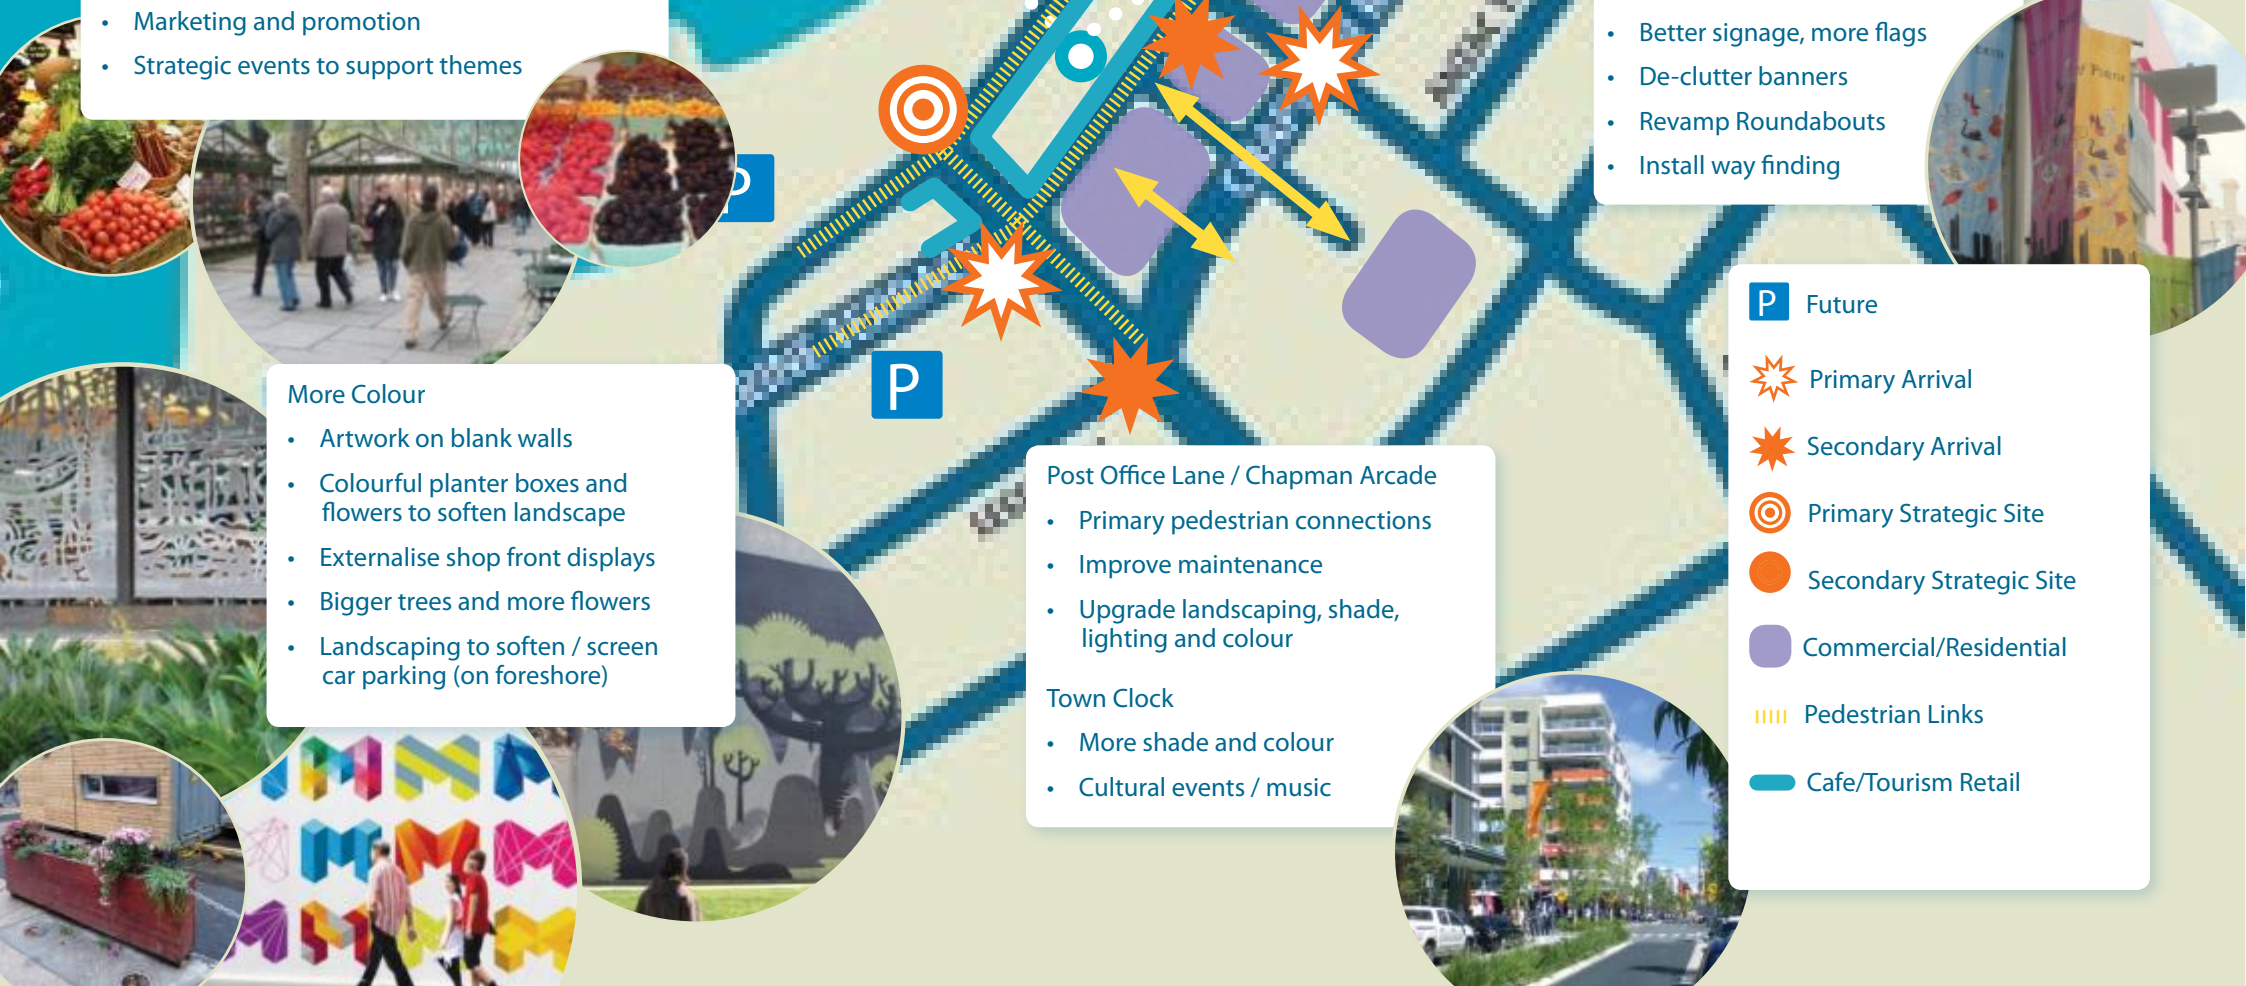 • Marketing and promotion
• Strategic events to support themes
• Better signage, more flags
• De-clutter banners
• Revamp Roundabouts
• Install way finding
P
P
More Colour
• Artwork on blank walls
• Colourful planter boxes and
flowers to soften landscape
• Externalise shop front displays
• Bigger trees and more flowers
• Landscaping to soften / screen
car parking (on foreshore)
Post Office Lane / Chapman Arcade
• Primary pedestrian connections
• Improve maintenance
• Upgrade landscaping, shade,
lighting and colour
Town Clock
• More shade and colour
• Cultural events / music
P Future
Primary Arrival
Secondary Arrival
Primary Strategic Site
Secondary Strategic Site
Commercial/Residential
Pedestrian Links
Cafe/Tourism Retail